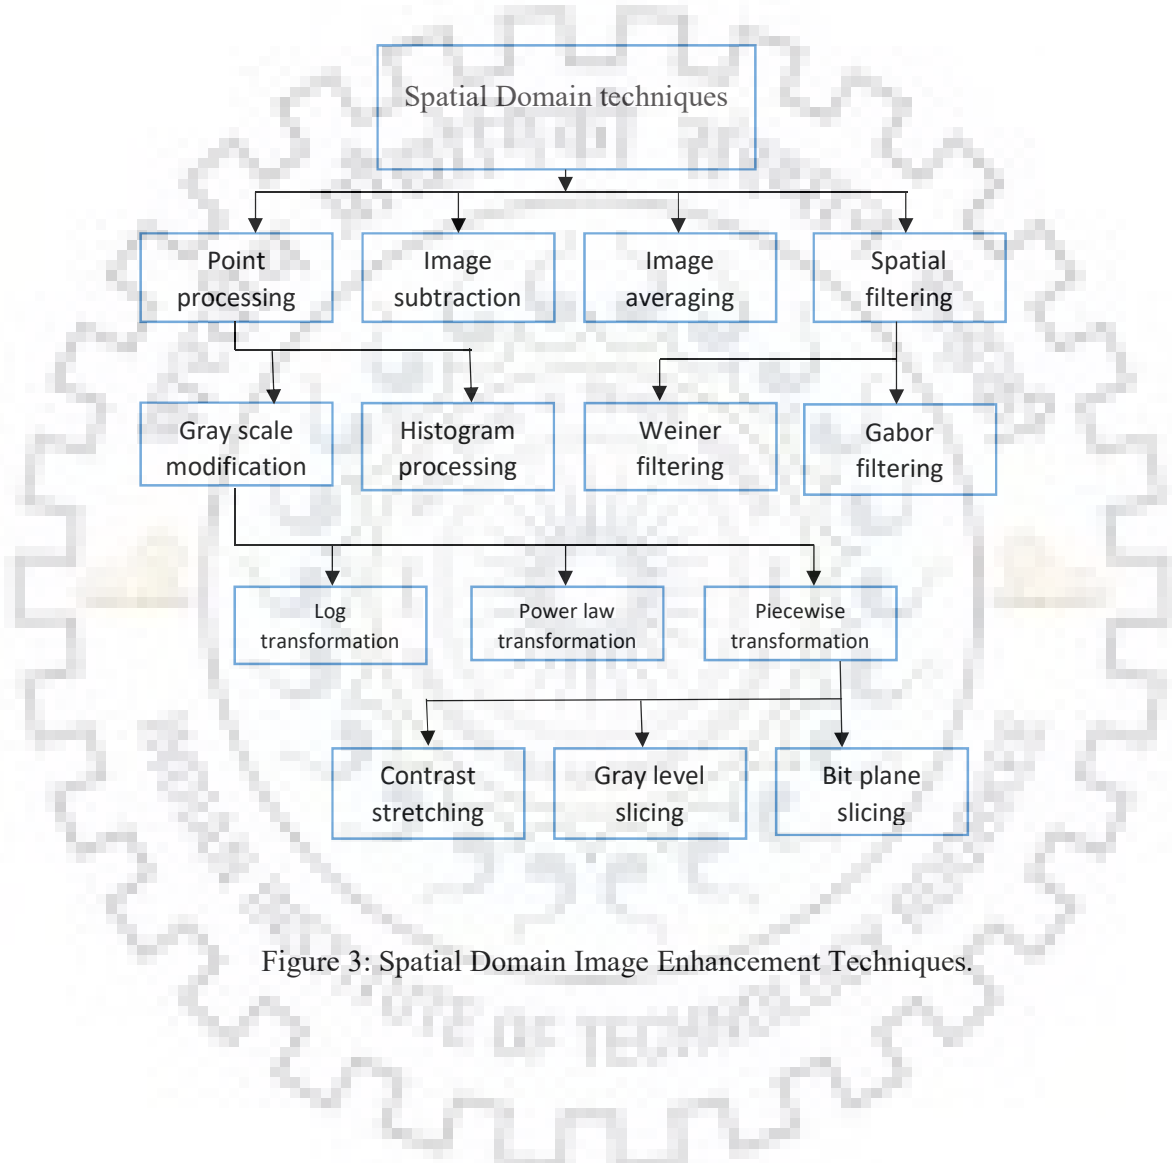 Spatial Domain techniques
Point
processing
Image
subtraction
Image
averaging
Spatial
filtering
Gray scale
modification
Histogram
processing
Weiner
filtering
Gabor
filtering
Log
transformation
Power law
transformation
Piecewise
transformation
Contrast
stretching
Gray level
slicing
Bit plane
slicing
Figure 3: Spatial Domain Image Enhancement Techniques.